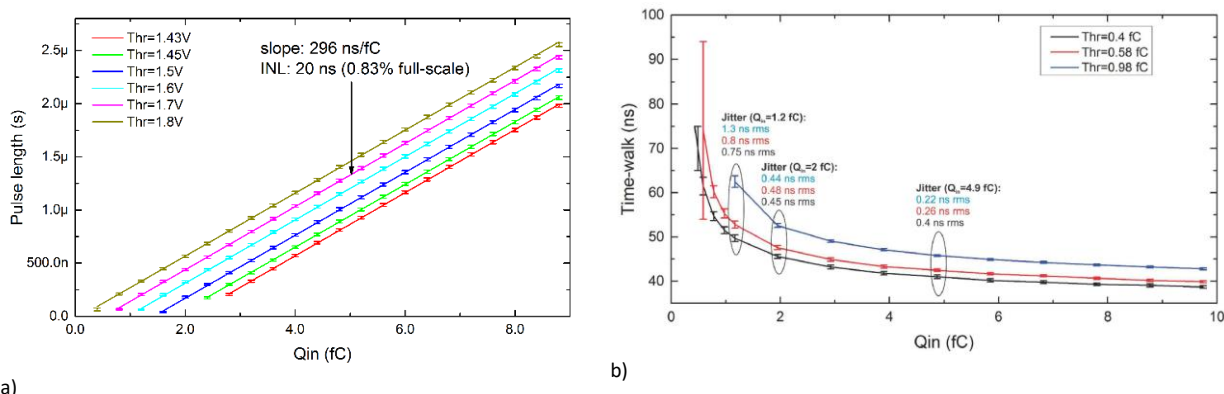 Thr=1.43V
Thr=1.45V
Thr=1.5V
Thr=1.6V
Thr=1.7V
Thr=1.8V
slope: 296 ns/fC
INL: 20 ns (0.83% full-scale)
Pulse length (s)
2.5µ
2.0µ
1.5µ
1.0µ
500.0n
0.0
0.0 2.0 4.0 6.0 8.0
Qin (fC)
a)
Thr=0.4 fC
Thr=0.58 fC
Thr=0.98 fC
Jitter (Qin=1.2 fC):
1.3 ns rms
0.8 ns rms
0.75 ns rms
Jitter (Qin=2 fC):
0.44 ns rms
0.48 ns rms
0.45 ns rms
Jitter (Qin=4.9 fC):
0.22 ns rms
0.26 ns rms
0.4 ns rms
Time-walk (ns)
100
90
80
70
60
50
40
0 2 4 6 8 10
Qin (fC)
b)